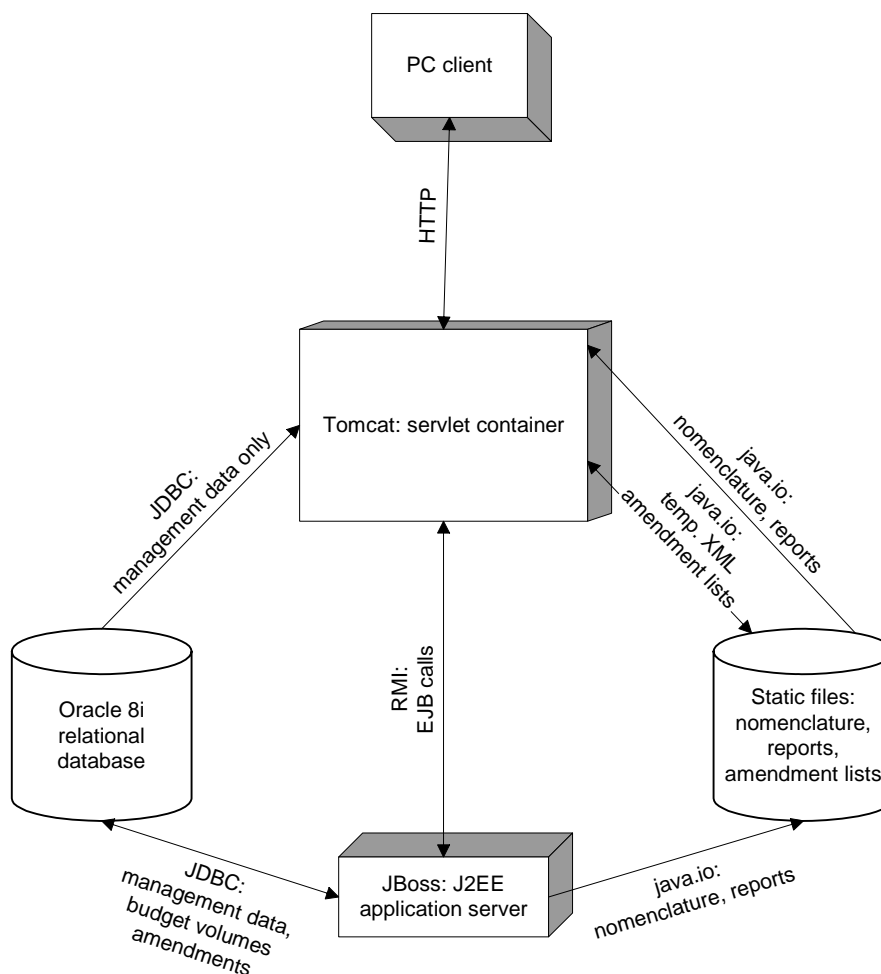 PC client
HTTP
Tomcat: servlet container
JDBC:
management data only
java.io:
nomenclature, reports
java.io:
temp. XML
amendment lists
Oracle 8i
relational
database
RMI:
EJB calls
Static files:
nomenclature,
reports,
amendment lists
JDBC:
management data,
budget volumes
amendments
JBoss: J2EE
application server
java.io:
nomenclature, reports